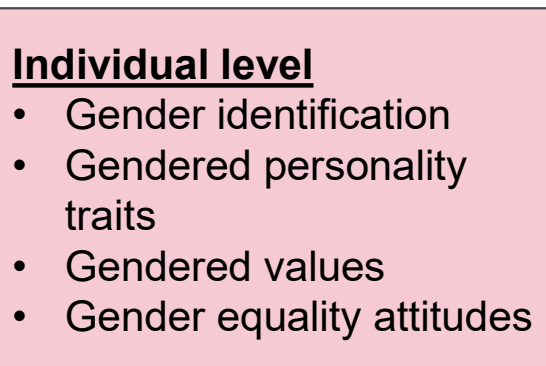 Individual level
• Gender identification
• Gendered personality
traits
• Gendered values
• Gender equality attitudes